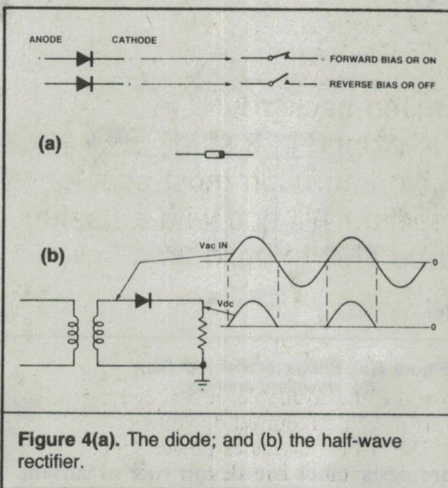 ANODE CATHODE
FORWARD BIAS OR ON
REVERSE BIAS OR OFF
(a)
(b)
Vac IN
0
Vdc
0
Figure 4(a). The diode; and (b) the half-wave
rectifier.